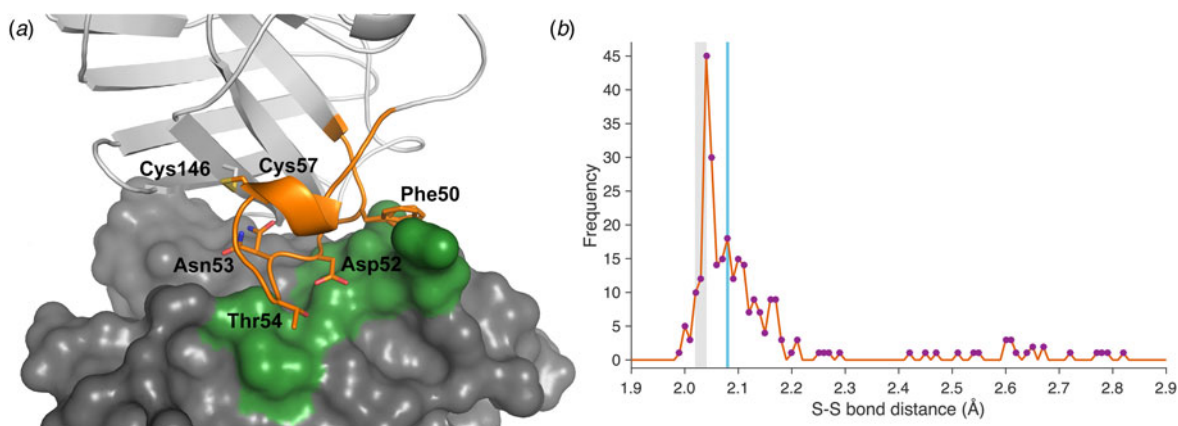 (a)
Cys146
Cys57
Phe50
Asn53
Asp52
Thr54
(b)
Frequency
45
40
35
30
25
20
15
10
5
0
1.9 2.0 2.1 2.2 2.3 2.4 2.5 2.6 2.7 2.8 2.9
S-S bond distance (Å)